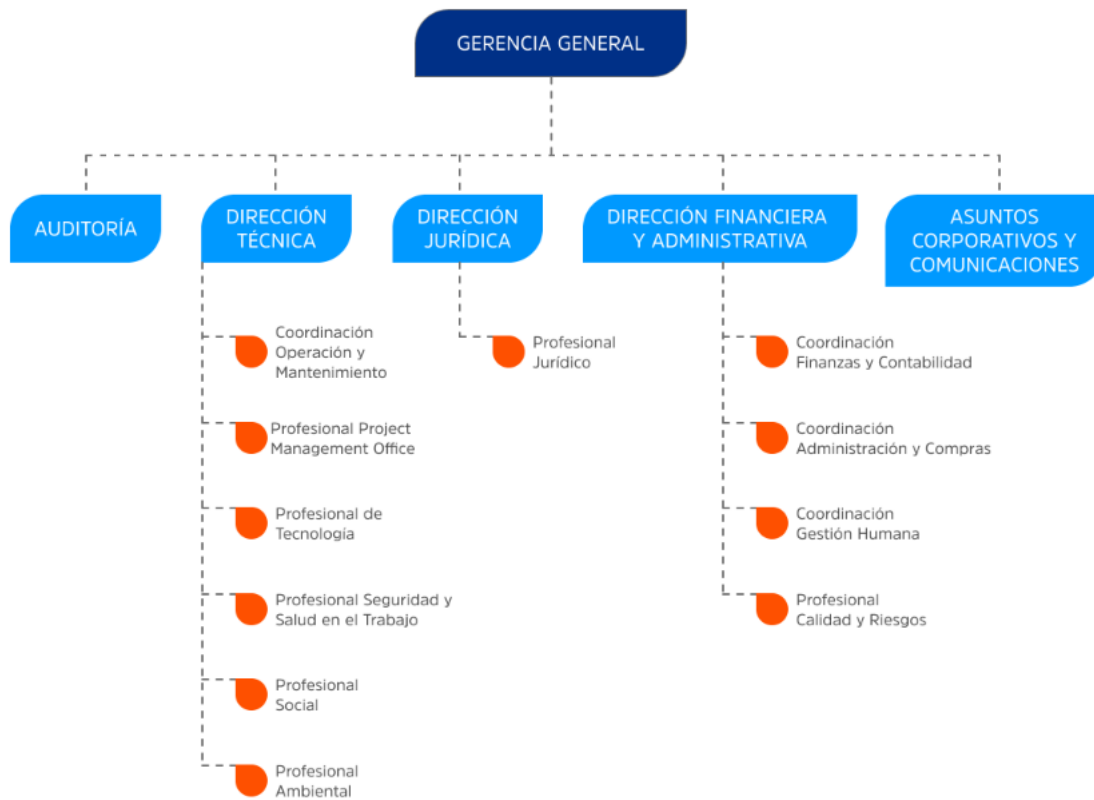 GERENCIA GENERAL
AUDITORÍA
DIRECCIÓN
TÉCNICA
DIRECCIÓN
JURÍDICA
DIRECCIÓN FINANCIERA
Y ADMINISTRATIVA
ASUNTOS
CORPORATIVOS Y
COMUNICACIONES
Coordinación
Operación y
Mantenimiento
Profesional Project
Management Office
Profesional de
Tecnología
Profesional Seguridad y
Salud en el Trabajo
Profesional
Social
Profesional
Ambiental
Profesional
Jurídico
Coordinación
Finanzas y Contabilidad
Coordinación
Administración y Compras
Coordinación
Gestión Humana
Profesional
Calidad y Riesgos